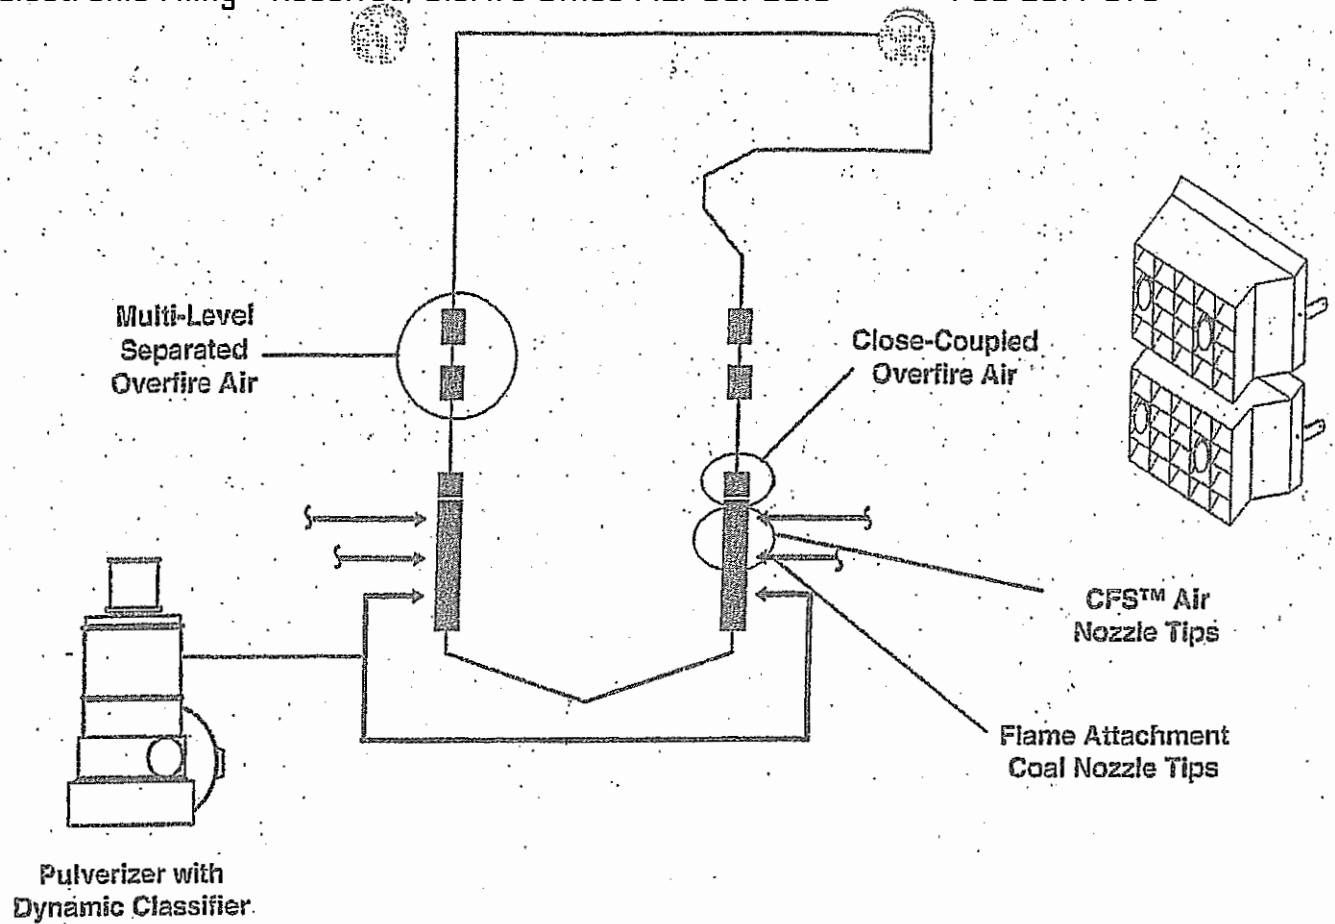 Multi-Level
Separated
Overfire Air
Close-Coupled
Overfire Air
CFS™ Air
Nozzle Tips
Flame Attachment
Coal Nozzle Tips
Pulverizer with
Dynamic Classifier